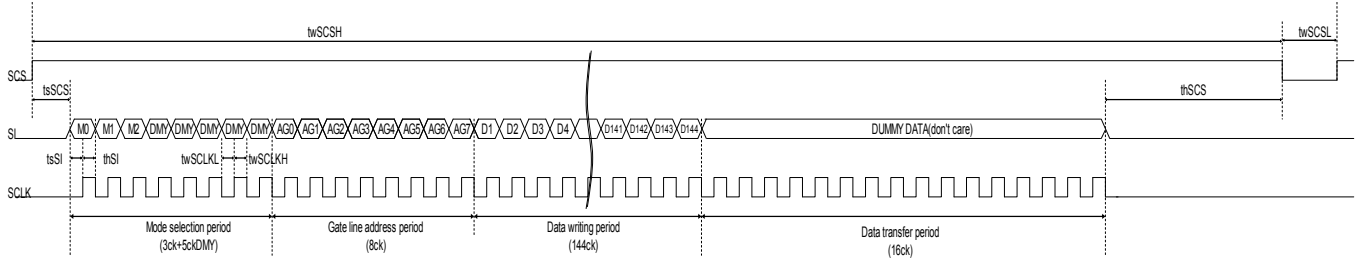 twSCSH
twSCSL
SCS
tsSCS
thSCS
SI
M0 M1 M2 DMY DMY DMY DMY DMY AG0 AG1 AG2 AG3 AG4 AG5 AG6 AG7 D1 D2 D3 D4 D141 D142 D143 D144 DUMMY DATA(don't care)
tsSI thSI twSCLKL twSCLKH
SCLK
Mode selection period
(3ck+5ckDMY)
Gate line address period
(8ck)
Data writing period
(144ck)
Data transfer period
(16ck)